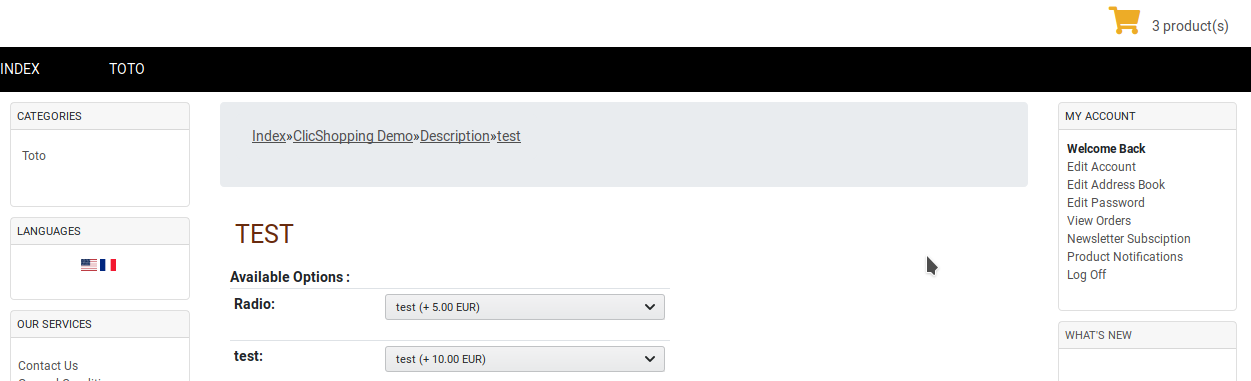 3 product(s)
INDEX TOTO
CATEGORIES
Toto
LANGUAGES
OUR SERVICES
Contact Us
Index»ClicShopping Demo»Description»test
TEST
Available Options :
Radio: test (+ 5.00 EUR)
test: test (+ 10.00 EUR)
MY ACCOUNT
Welcome Back
Edit Account
Edit Address Book
Edit Password
View Orders
Newsletter Subsciption
Product Notifications
Log Off
WHAT'S NEW